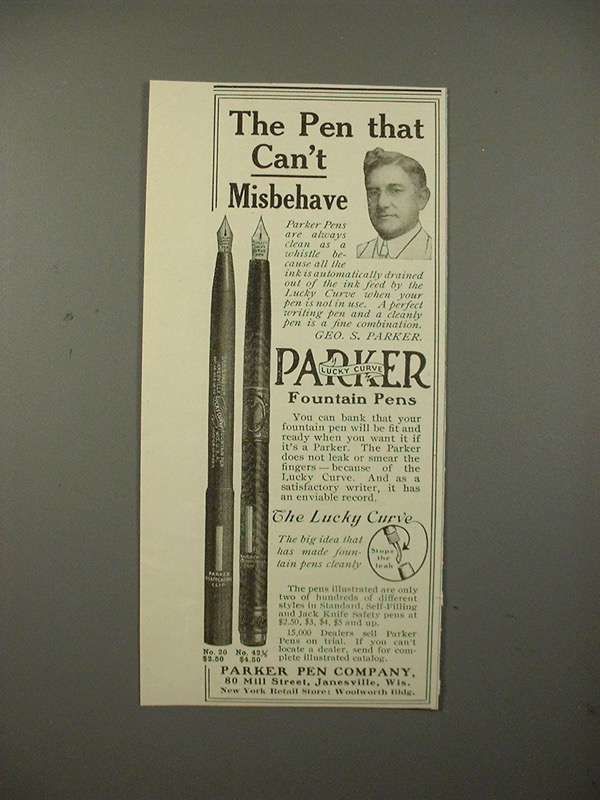 The Pen that
Can't
Misbehave
Parker Pens
are always
clean as a
whistle be-
cause all the
ink is automatically drained
out of the ink feed by the
Lucky Curve when your
pen is not in use. A perfect
writing pen and a cleanly
pen is a fine combination.
GEO. S. PARKER.
PARKER
LUCKY CURVE
Fountain Pens
You can bank that your
fountain pen will be fit and
ready when you want it if
it's a Parker. The Parker
does not leak or smear the
fingers—because of the
Lucky Curve. And as a
satisfactory writer, it has
an enviable record.
The Lucky Curve
The big idea that
has made foun-
tain pens cleanly
Stops
the
leak
The pens illustrated are only
two of hundreds of different
styles in Standard, Self-Filling
and Jack Knife Safety pens at
$2.50, $3, $4, $5 and up.
15,000 Dealers sell Parker
Pens on trial. If you can't
locate a dealer, send for com-
plete illustrated catalog.
PARKER
CLIP
No. 20 No. 42½
$2.50 $4.50
PARKER PEN COMPANY,
80 Mill Street, Janesville, Wis.
New York Retail Store: Woolworth Bldg.